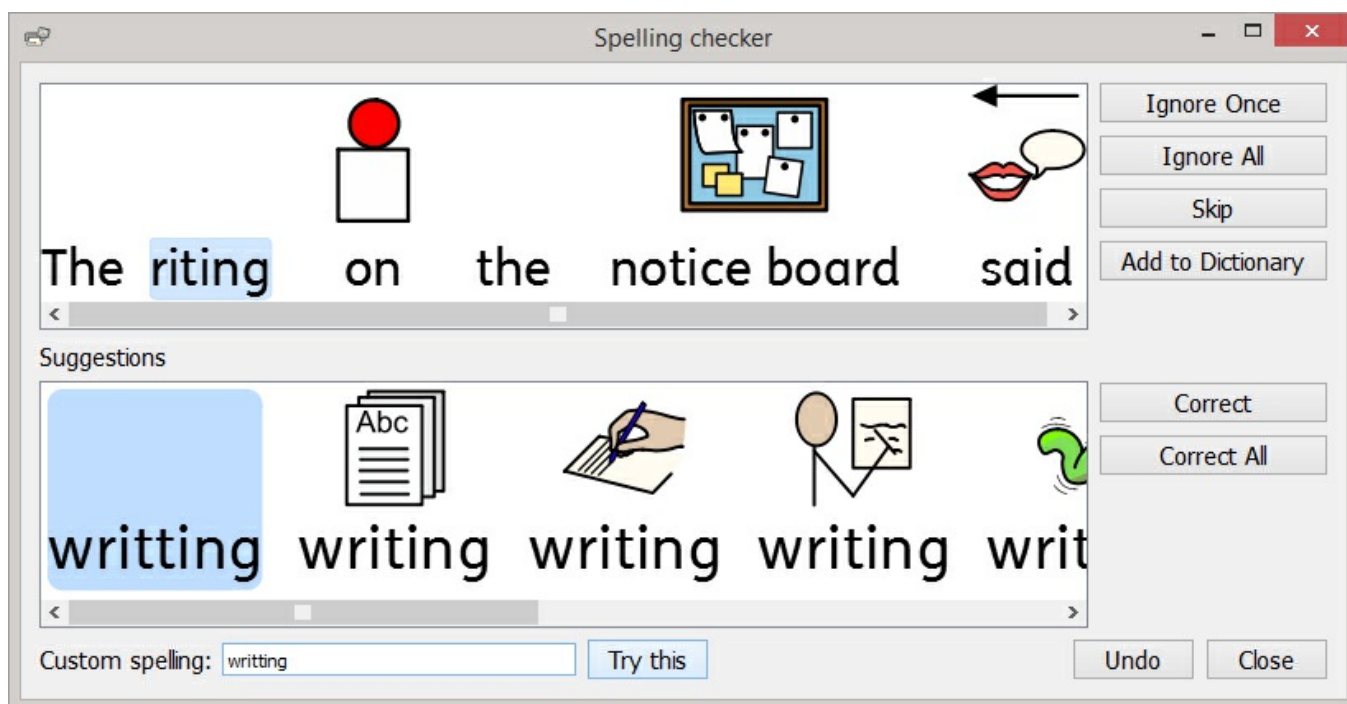 Spelling checker
The riting on the notice board said
Ignore Once
Ignore All
Skip
Add to Dictionary
Suggestions
Abc
writting writing writing writing writ
Correct
Correct All
Custom spelling: writting Try this Undo Close